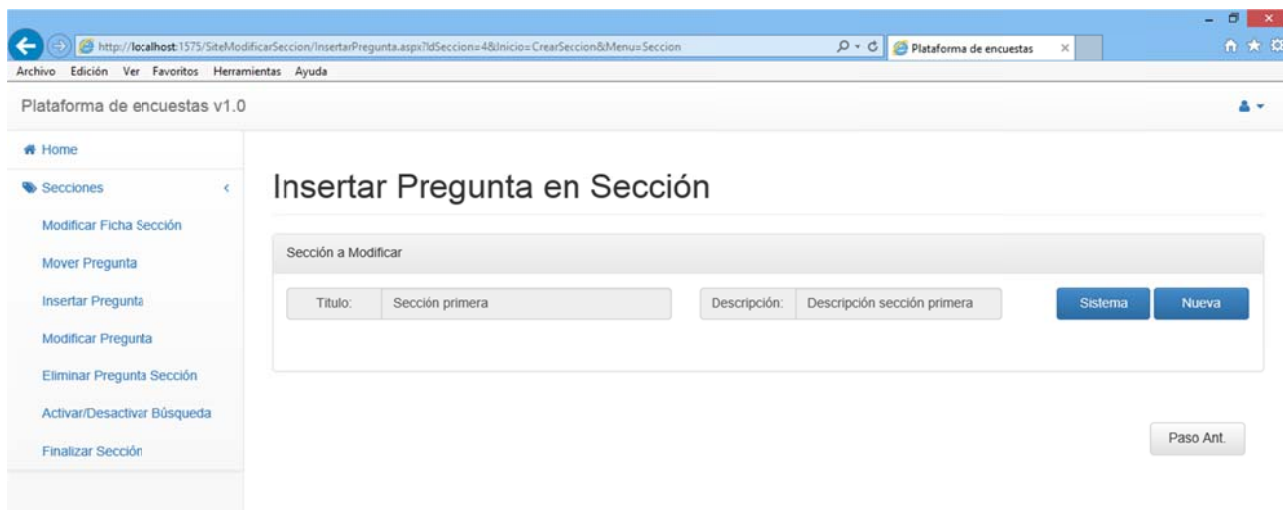 http://localhost:1575/SiteModificarSeccion/InsertarPregunta.aspx?IdSeccion=4&Inicio=CrearSeccion&Menu=Seccion
Plataforma de encuestas
Archivo Edición Ver Favoritos Herramientas Ayuda
Plataforma de encuestas v1.0
Home
Secciones
Modificar Ficha Sección
Mover Pregunta
Insertar Pregunta
Modificar Pregunta
Eliminar Pregunta Sección
Activar/Desactivar Búsqueda
Finalizar Sección
Insertar Pregunta en Sección
Sección a Modificar
Titulo: Sección primera Descripción: Descripción sección primera Sistema Nueva
Paso Ant.